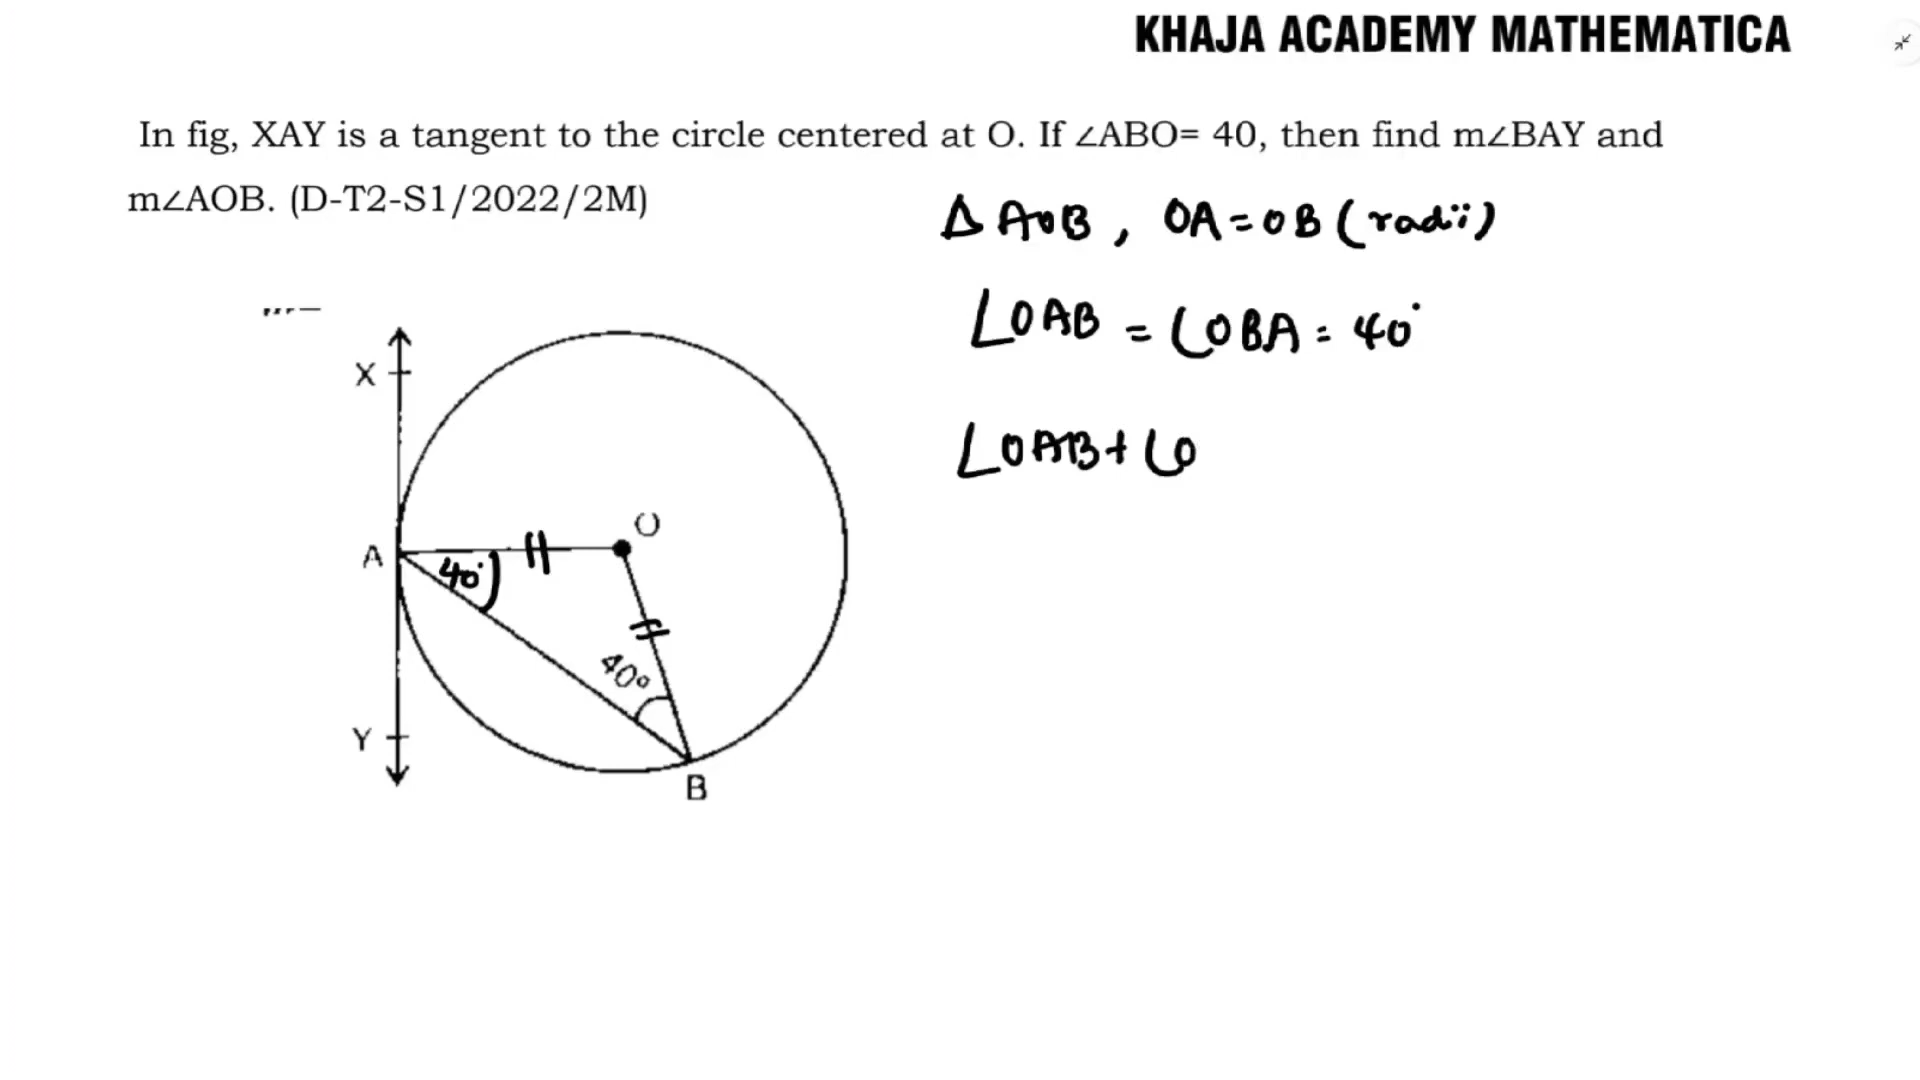 KHAJA ACADEMY MATHEMATICA
In fig, XAY is a tangent to the circle centered at O. If ∠ABO= 40, then find m∠BAY and
m∠AOB. (D-T2-S1/2022/2M)
Δ AOB, OA=OB (radii)
∠OAB = ∠OBA = 40°
∠OAB + ∠O
X
O
A
40°
40°
Y
B